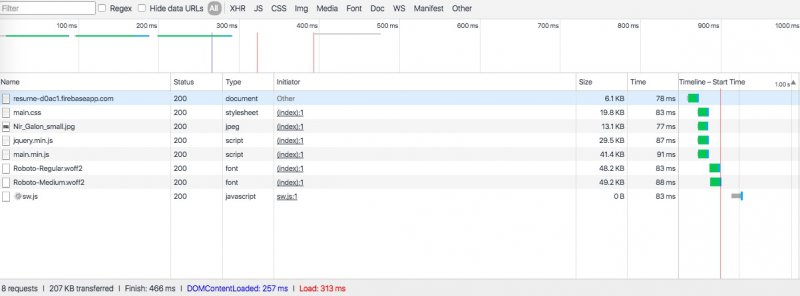 Filter Regex Hide data URLs All XHR JS CSS Img Media Font Doc WS Manifest Other
100 ms 200 ms 300 ms 400 ms 500 ms 600 ms 700 ms 800 ms 900 ms 1000 ms
Name Status Type Initiator Size Time Timeline – Start Time 1.00 s
resume-d0ac1.firebaseapp.com 200 document Other 6.1 KB 78 ms
main.css 200 stylesheet (index):1 19.8 KB 83 ms
Nir_Galon_small.jpg 200 jpeg (index):1 13.1 KB 77 ms
jquery.min.js 200 script (index):1 29.5 KB 87 ms
main.min.js 200 script (index):1 41.4 KB 91 ms
Roboto-Regular.woff2 200 font (index):1 48.2 KB 83 ms
Roboto-Medium.woff2 200 font (index):1 49.2 KB 88 ms
sw.js 200 javascript sw.js:1 0 B 83 ms
8 requests | 207 KB transferred | Finish: 466 ms | DOMContentLoaded: 257 ms | Load: 313 ms